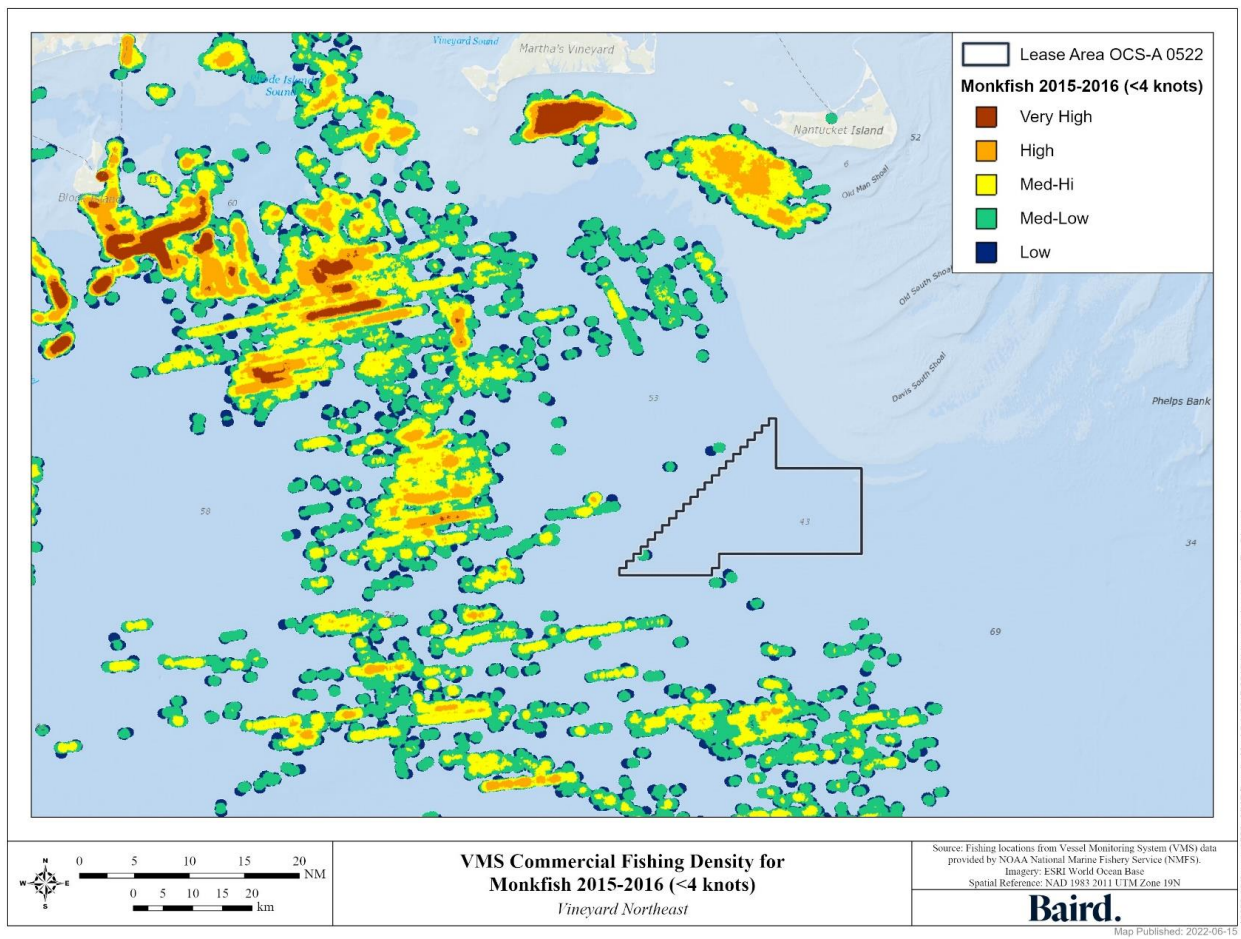 Vineyard Sound
Martha's Vineyard
Sound
Nantucket Island
52
6
Old Man Shoal
60
Old South Shoal
Davis South Shoal
53
Phelps Bank
58
43
34
69
Lease Area OCS-A 0522
Monkfish 2015-2016 (<4 knots)
Very High
High
Med-Hi
Med-Low
Low
N
W
E
S
0 5 10 15 20
NM
0 5 10 15 20
km
VMS Commercial Fishing Density for
Monkfish 2015-2016 (<4 knots)
Vineyard Northeast
Source: Fishing locations from Vessel Monitoring System (VMS) data
provided by NOAA National Marine Fishery Service (NMFS).
Imagery: ESRI World Ocean Base
Spatial Reference: NAD 1983 2011 UTM Zone 19N
Baird.
Map Published: 2022-06-15